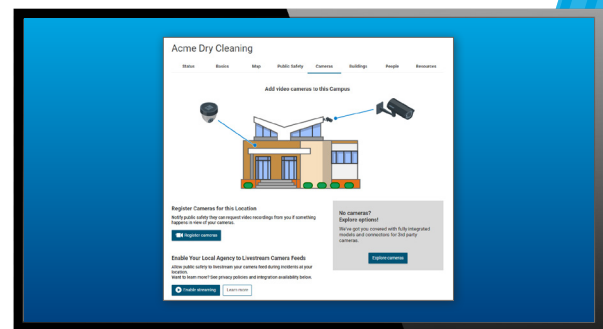 Acme Dry Cleaning
Status Basics Map Public Safety Cameras Buildings People Resources
Add video cameras to this Campus
Register Cameras for this Location
Notify public safety they can request video recordings from you if something
happens in view of your cameras.
Register cameras
No cameras?
Explore options!
We've got you covered with fully integrated
models and connectors for 3rd party
cameras.
Explore cameras
Enable Your Local Agency to Livestream Camera Feeds
Allow public safety to livestream your camera feed during incidents at your
location.
Want to learn more? See privacy policies and integration availability below.
Enable streaming Learn more